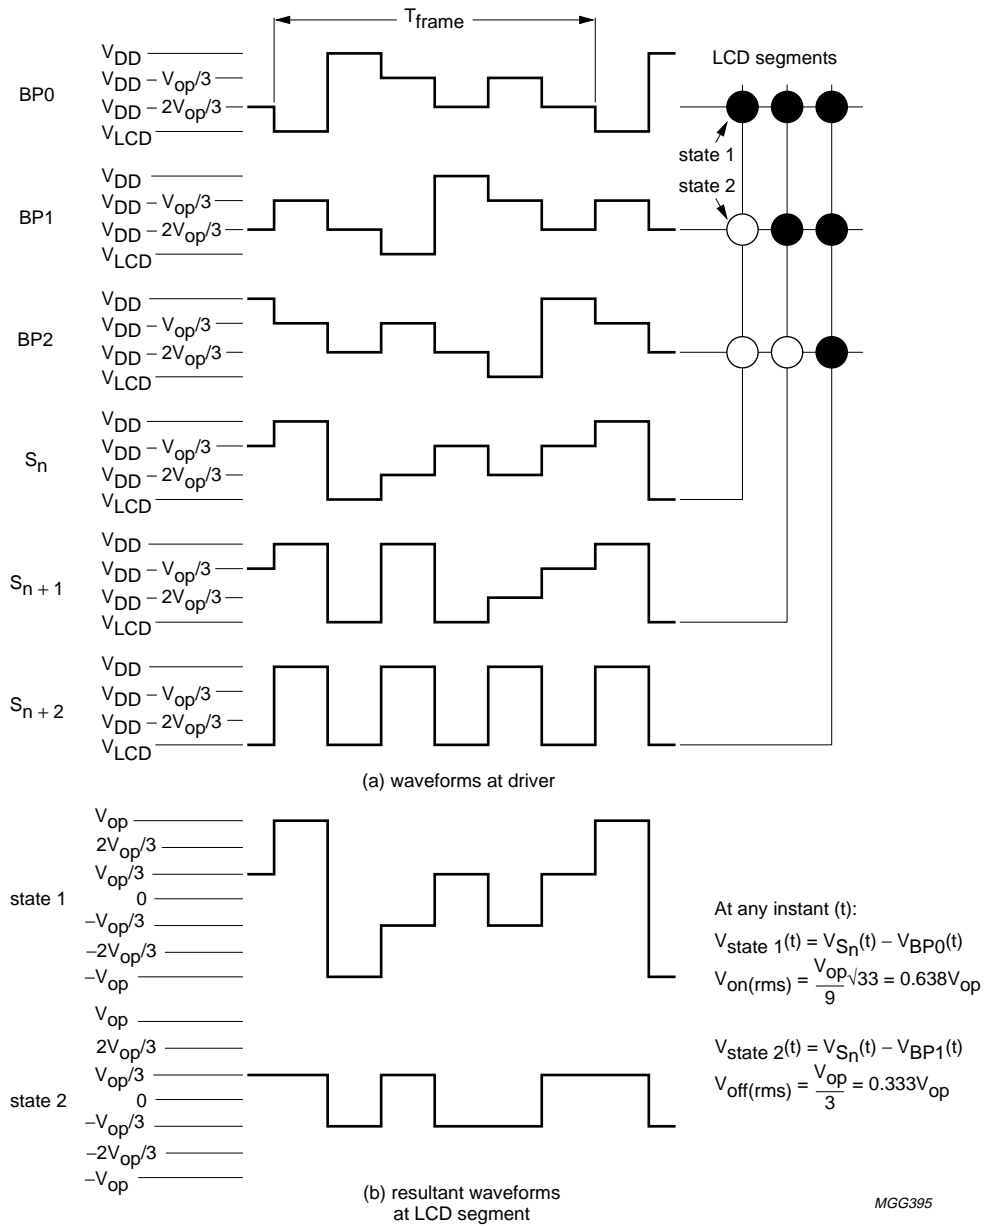 T_frame
BP0
V_DD
V_DD − V_op/3
V_DD − 2V_op/3
V_LCD
LCD segments
state 1
BP1
V_DD
V_DD − V_op/3
V_DD − 2V_op/3
V_LCD
state 2
BP2
V_DD
V_DD − V_op/3
V_DD − 2V_op/3
V_LCD
S_n
V_DD
V_DD − V_op/3
V_DD − 2V_op/3
V_LCD
S_n + 1
V_DD
V_DD − V_op/3
V_DD − 2V_op/3
V_LCD
S_n + 2
V_DD
V_DD − V_op/3
V_DD − 2V_op/3
V_LCD
(a) waveforms at driver
state 1
V_op
2V_op/3
V_op/3
0
−V_op/3
−2V_op/3
−V_op
state 2
V_op
2V_op/3
V_op/3
0
−V_op/3
−2V_op/3
−V_op
At any instant (t):
V_state 1(t) = V_Sn(t) − V_BP0(t)
V_on(rms) = V_op/9 √33 = 0.638V_op
V_state 2(t) = V_Sn(t) − V_BP1(t)
V_off(rms) = V_op/3 = 0.333V_op
(b) resultant waveforms
at LCD segment
MGG395